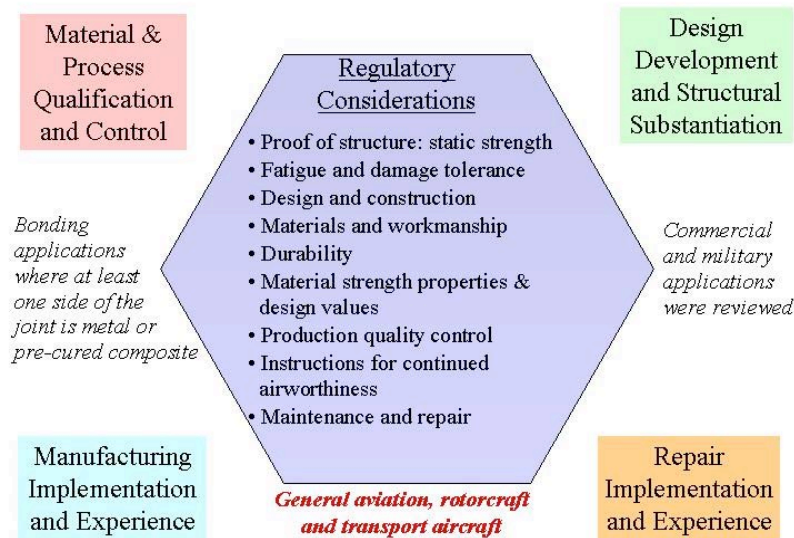 Material &
Process
Qualification
and Control
Design
Development
and Structural
Substantiation
Regulatory
Considerations
• Proof of structure: static strength
• Fatigue and damage tolerance
• Design and construction
• Materials and workmanship
• Durability
• Material strength properties &
design values
• Production quality control
• Instructions for continued
airworthiness
• Maintenance and repair
Bonding
applications
where at least
one side of the
joint is metal or
pre-cured composite
Commercial
and military
applications
were reviewed
Manufacturing
Implementation
and Experience
General aviation, rotorcraft
and transport aircraft
Repair
Implementation
and Experience